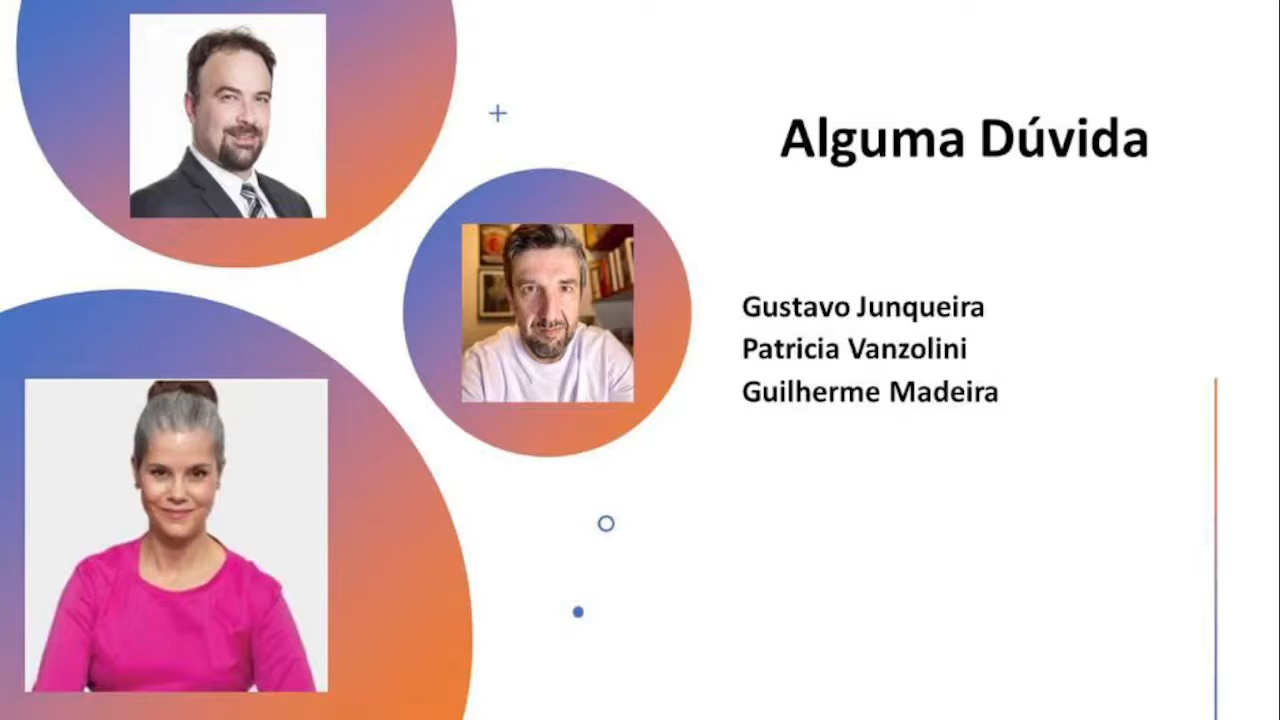 Alguma Dúvida
Gustavo Junqueira
Patricia Vanzolini
Guilherme Madeira